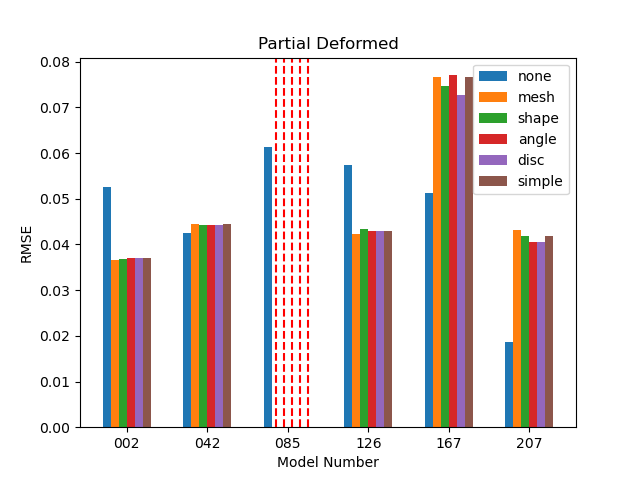 Partial Deformed
0.08
0.07
0.06
0.05
0.04
0.03
0.02
0.01
0.00
RMSE
none
mesh
shape
angle
disc
simple
002 042 085 126 167 207
Model Number